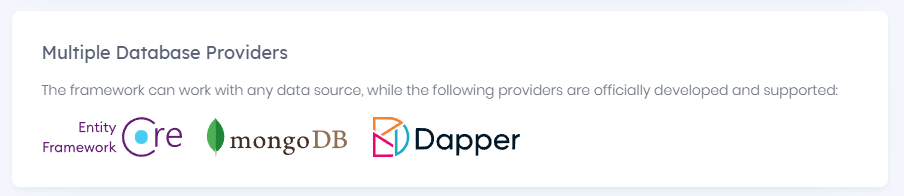 Multiple Database Providers
The framework can work with any data source, while the following providers are officially developed and supported:
Entity
Framework Core
mongoDB
Dapper